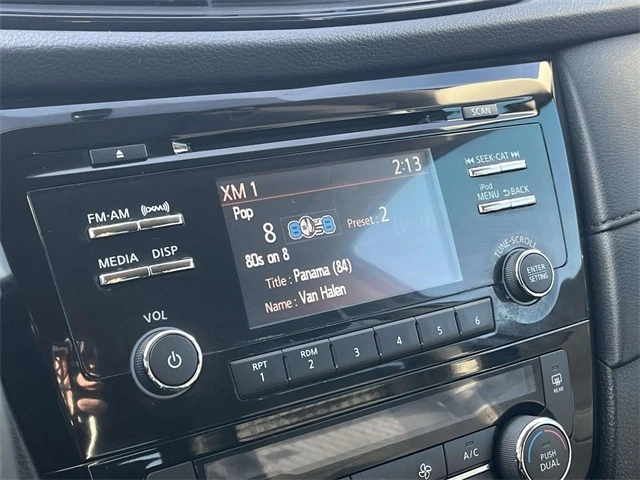 SCAN
FM·AM XM
MEDIA DISP
VOL
XM 1 2:13
Pop
8 Preset : 2
80s on 8
Title : Panama (84)
Name : Van Halen
SEEK·CAT
iPod
MENU BACK
TUNE·SCROLL
ENTER
SETTING
RPT RDM
1 2 3 4 5 6
REAR
A/C
PUSH
DUAL